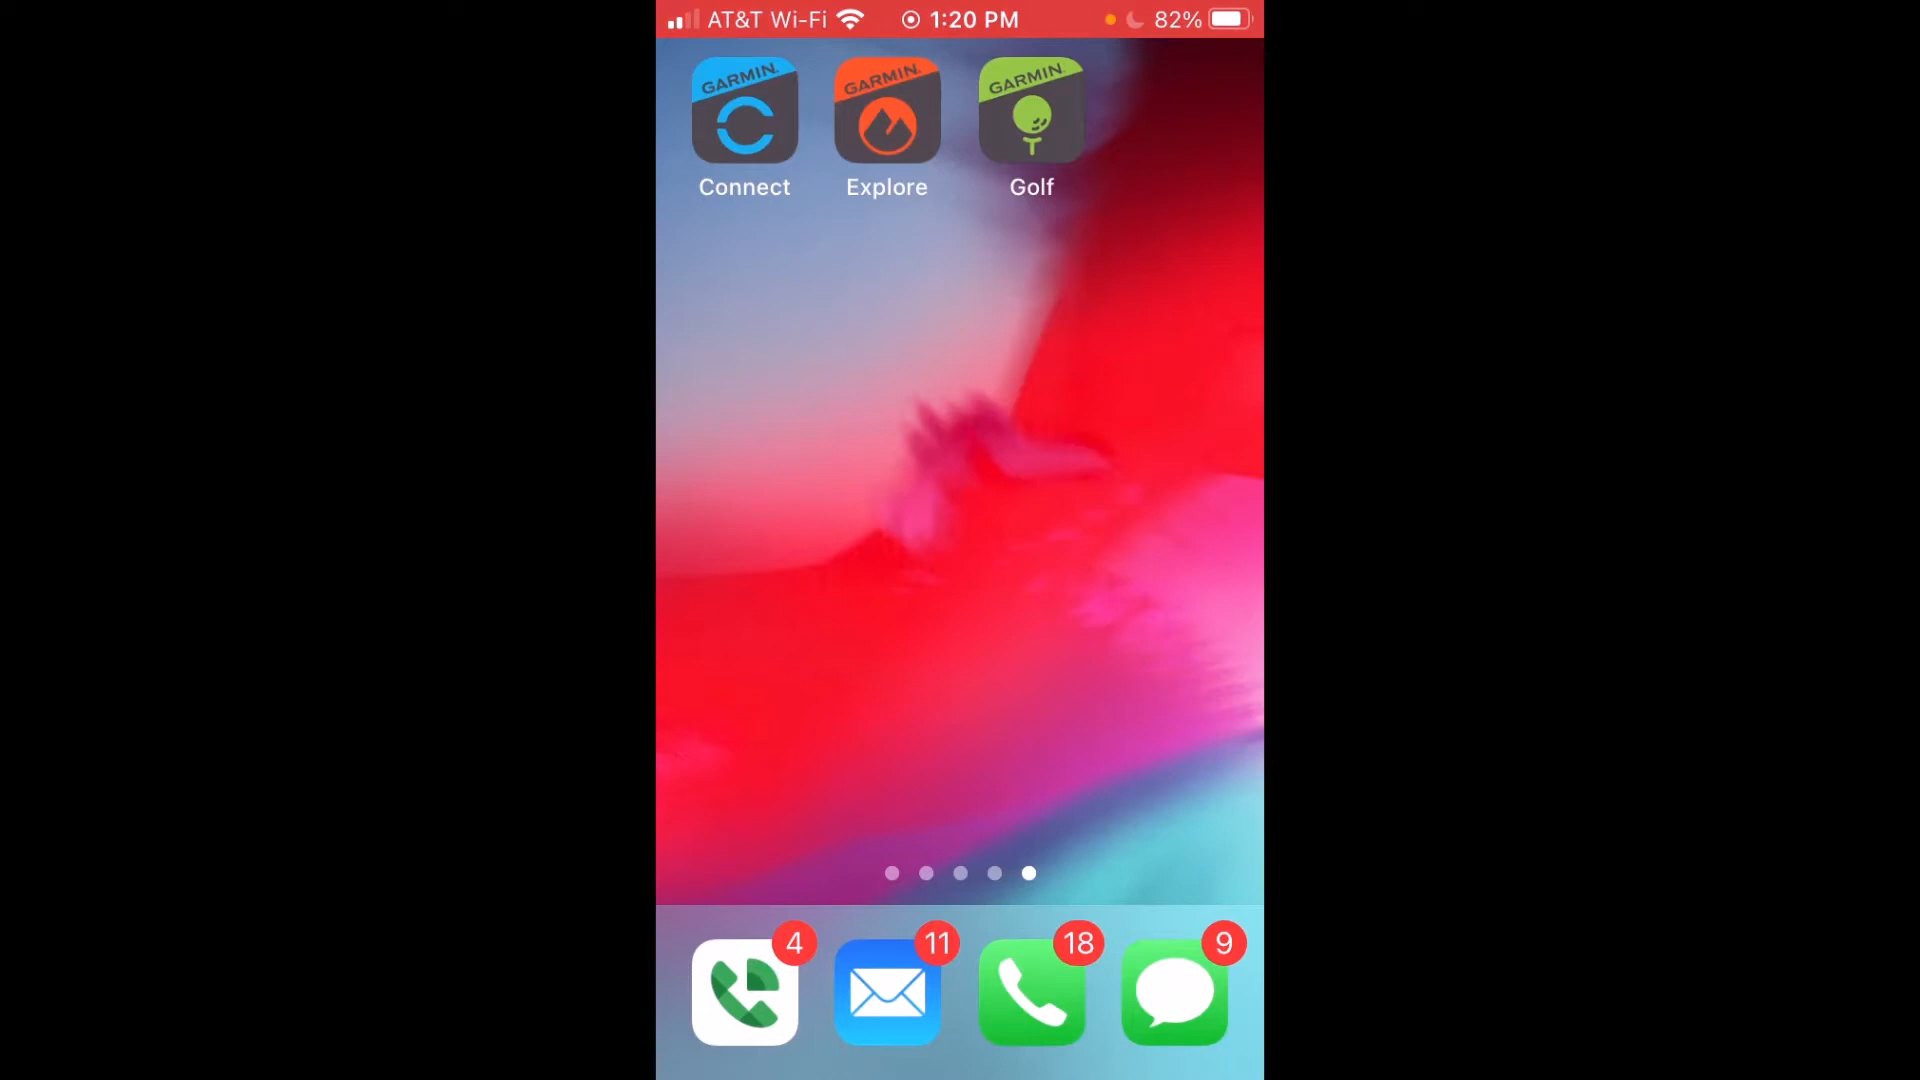 AT&T Wi-Fi 1:20 PM 82%
GARMIN. GARMIN. GARMIN.
Connect Explore Golf
4 11 18 9